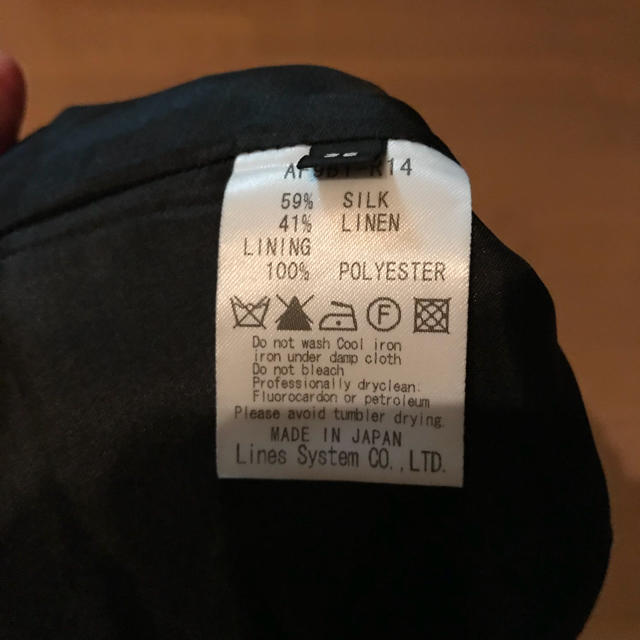 59% SILK
41% LINEN
LINING
100% POLYESTER
F
Do not wash Cool iron
iron under damp cloth
Do not bleach
Professionally dryclean:
Fluorocardon or petroleum
Please avoid tumbler drying.
MADE IN JAPAN
Lines System CO.,LTD.